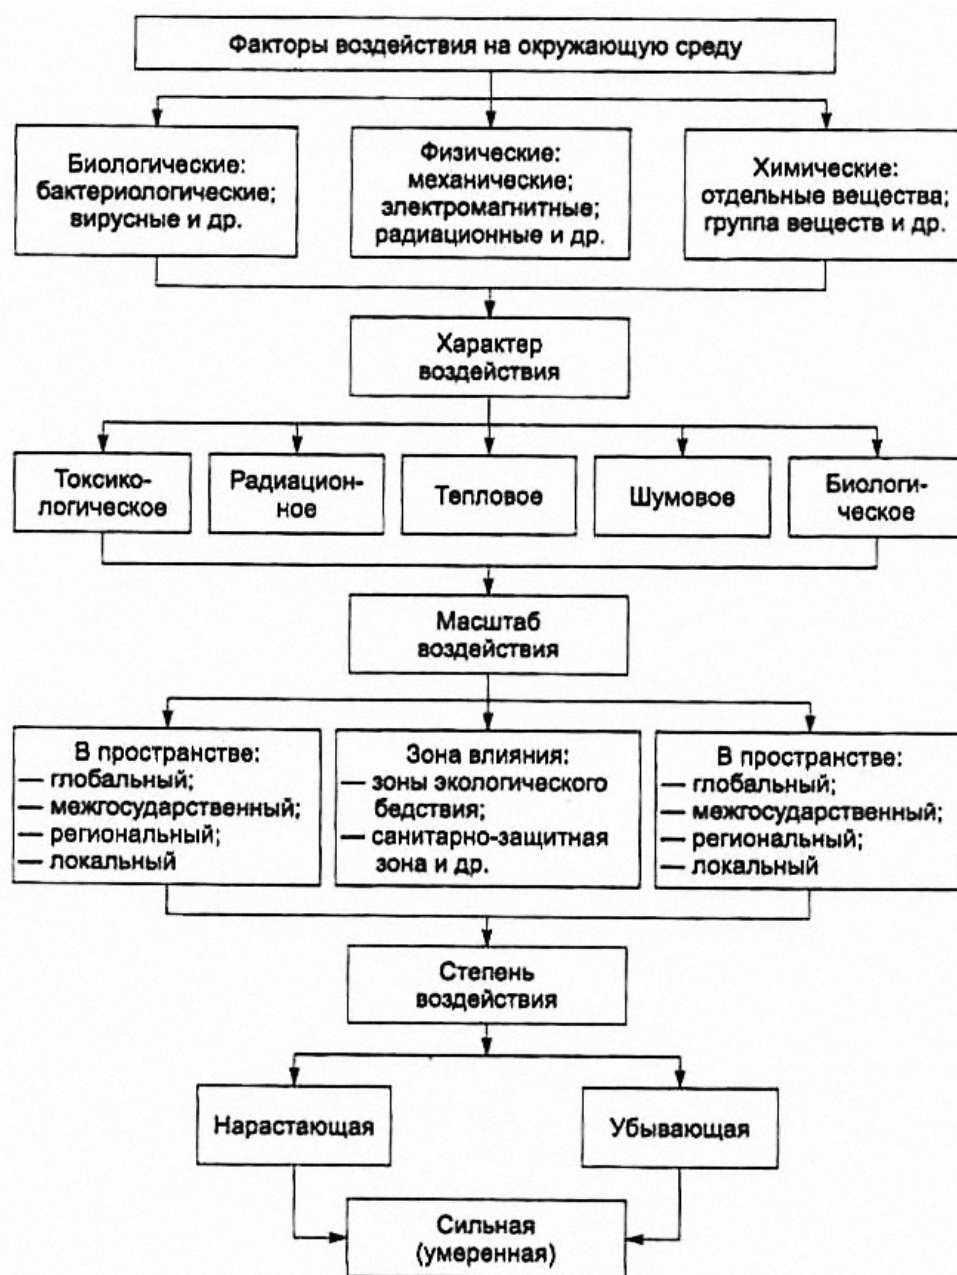 Факторы воздействия на окружающую среду
Биологические:
бактериологические;
вирусные и др.
Физические:
механические;
электромагнитные;
радиационные и др.
Химические:
отдельные вещества;
группа веществ и др.
Характер
воздействия
Токсико-
логическое
Радиацион-
ное
Тепловое
Шумовое
Биологи-
ческое
Масштаб
воздействия
В пространстве:
— глобальный;
— межгосударственный;
— региональный;
— локальный
Зона влияния:
— зоны экологического
бедствия;
— санитарно-защитная
зона и др.
В пространстве:
— глобальный;
— межгосударственный;
— региональный;
— локальный
Степень
воздействия
Нарастающая
Убывающая
Сильная
(умеренная)